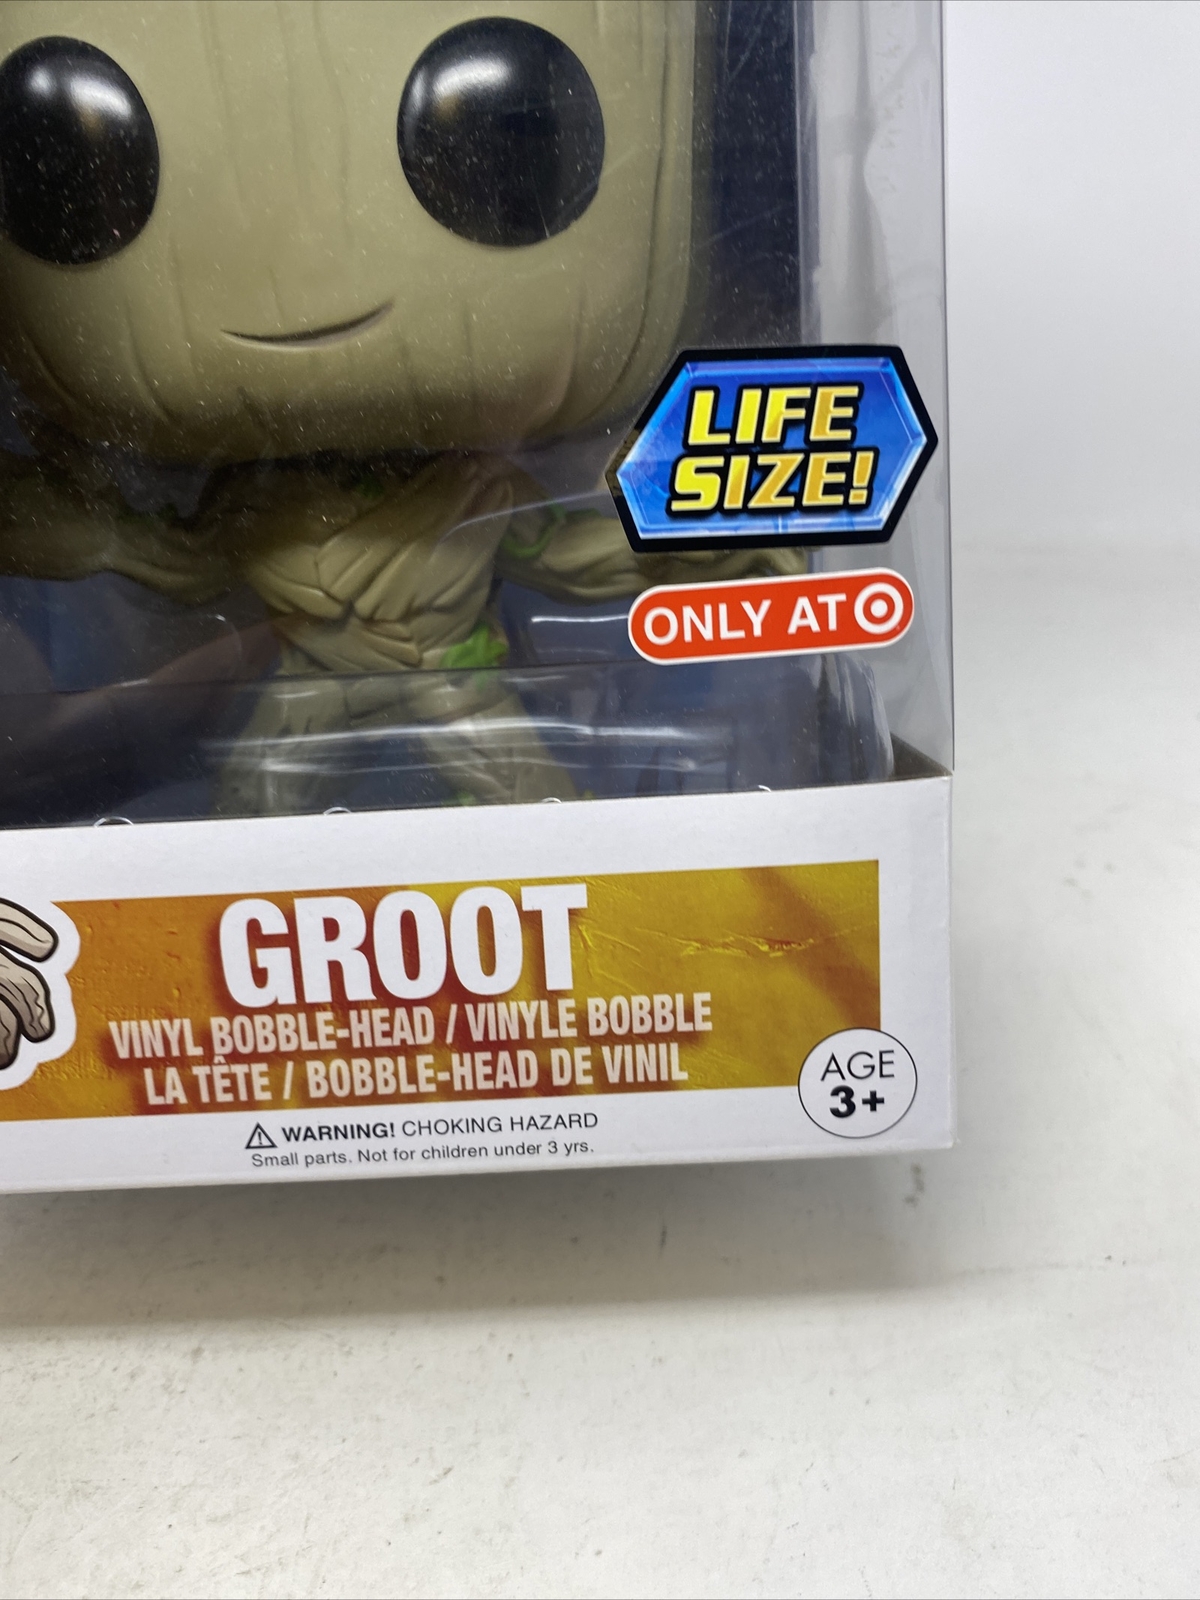 LIFE
SIZE!
ONLY AT
GROOT
VINYL BOBBLE-HEAD / VINYLE BOBBLE
LA TÊTE / BOBBLE-HEAD DE VINIL
AGE
3+
WARNING! CHOKING HAZARD
Small parts. Not for children under 3 yrs.